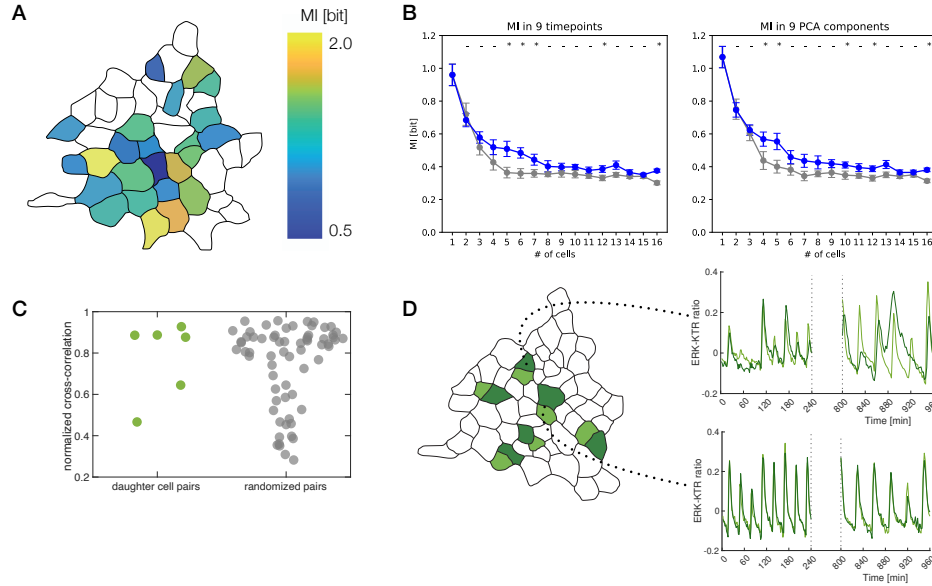 A
MI [bit]
2.0
0.5
B
MI in 9 timepoints
- - - * * * - - - - * - - *
MI [bit]
1.2
1.0
0.8
0.6
0.4
0.2
0.0
1 2 3 4 5 6 7 8 9 10 11 12 13 14 15 16
# of cells
MI in 9 PCA components
- - * * - - - - * - * - - - *
1.2
1.0
0.8
0.6
0.4
0.2
0.0
1 2 3 4 5 6 7 8 9 10 11 12 13 14 15 16
# of cells
C
normalized cross-correlation
1
0.8
0.6
0.4
0.2
daughter cell pairs
randomized pairs
D
ERK-KTR ratio
0.4
0.2
0
-0.2
0 60 120 180 240 800 840 860 920 960
Time [min]
ERK-KTR ratio
0.4
0.2
0
-0.2
0 60 120 180 240 800 840 860 920 960
Time [min]